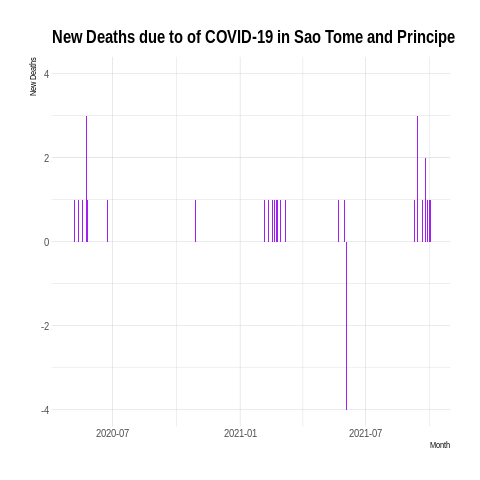 New Deaths due to of COVID-19 in Sao Tome and Principe
New Deaths
4
2
0
-2
-4
2020-07
2021-01
2021-07
Month